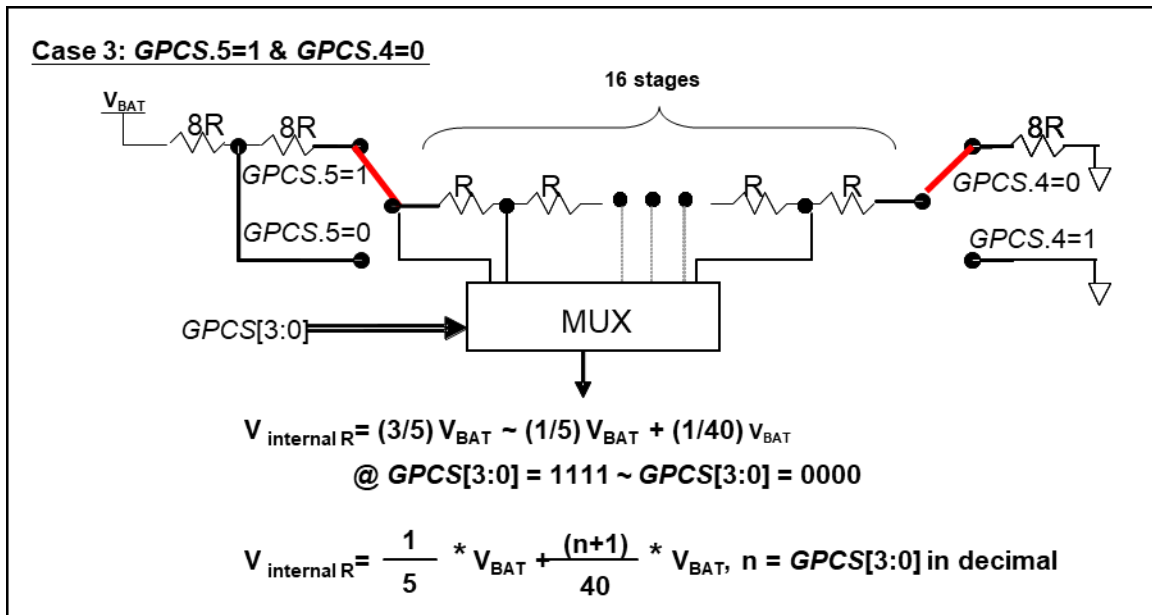 Case 3: GPCS.5=1 & GPCS.4=0
16 stages
VBAT
8R
8R
8R
GPCS.5=1
R
R
R
R
GPCS.4=0
GPCS.5=0
GPCS.4=1
MUX
GPCS[3:0]
V internal R= (3/5) VBAT ~ (1/5) VBAT + (1/40) VBAT
@ GPCS[3:0] = 1111 ~ GPCS[3:0] = 0000
V internal R= 1/5 * VBAT + (n+1)/40 * VBAT, n = GPCS[3:0] in decimal